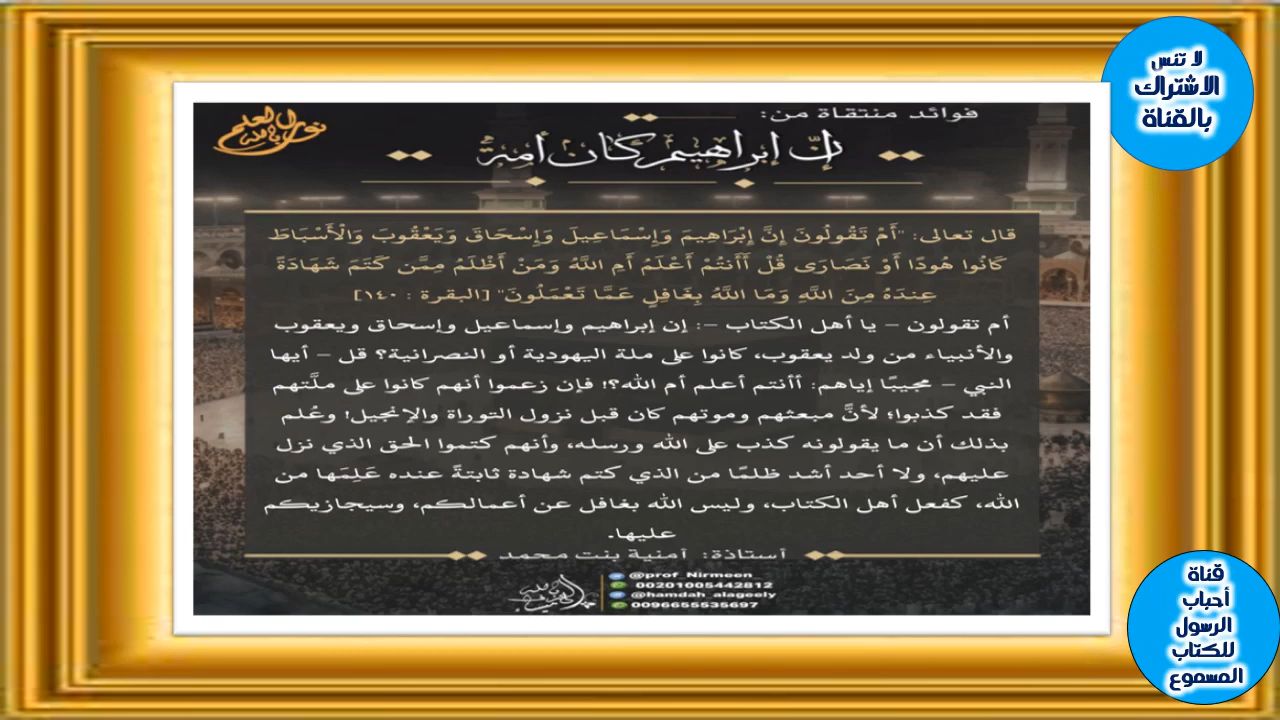 لا تنس
الاشتراك
بالقناة
فوائد منتقاة من:
إن إبراهيم كان أمة
قال تعالى: "أَمْ تَقُولُونَ إِنَّ إِبْرَاهِيمَ وَإِسْمَاعِيلَ وَإِسْحَاقَ وَيَعْقُوبَ وَالْأَسْبَاطَ
كَانُوا هُودًا أَوْ نَصَارَى قُلْ أَأَنتُمْ أَعْلَمُ أَمِ اللَّهُ وَمَنْ أَظْلَمُ مِمَّن كَتَمَ شَهَادَةً
عِندَهُ مِنَ اللَّهِ وَمَا اللَّهُ بِغَافِلٍ عَمَّا تَعْمَلُونَ" [البقرة : ١٤٠]
أم تقولون – يا أهل الكتاب –: إن إبراهيم وإسماعيل وإسحاق ويعقوب
والأنبياء من ولد يعقوب، كانوا على ملة اليهودية أو النصرانية؟ قل – أيها
النبي – مجيبًا إياهم: أأنتم أعلم أم الله؟! فإن زعموا أنهم كانوا على ملَّتهم
فقد كذبوا؛ لأنَّ مبعثهم وموتهم كان قبل نزول التوراة والإنجيل! وعُلم
بذلك أن ما يقولونه كذب على الله ورسله، وأنهم كتموا الحق الذي نزل
عليهم، ولا أحد أشد ظلمًا من الذي كتم شهادة ثابتةً عنده عَلِمَها من
الله، كفعل أهل الكتاب، وليس الله بغافل عن أعمالكم، وسيجازيكم
عليها.
أستاذة: أمنية بنت محمد
@prof_Nirmeen
00201005442812
@hamdah_alageely
0096655535697
قناة
أحباب
الرسول
للكتاب
المسموع